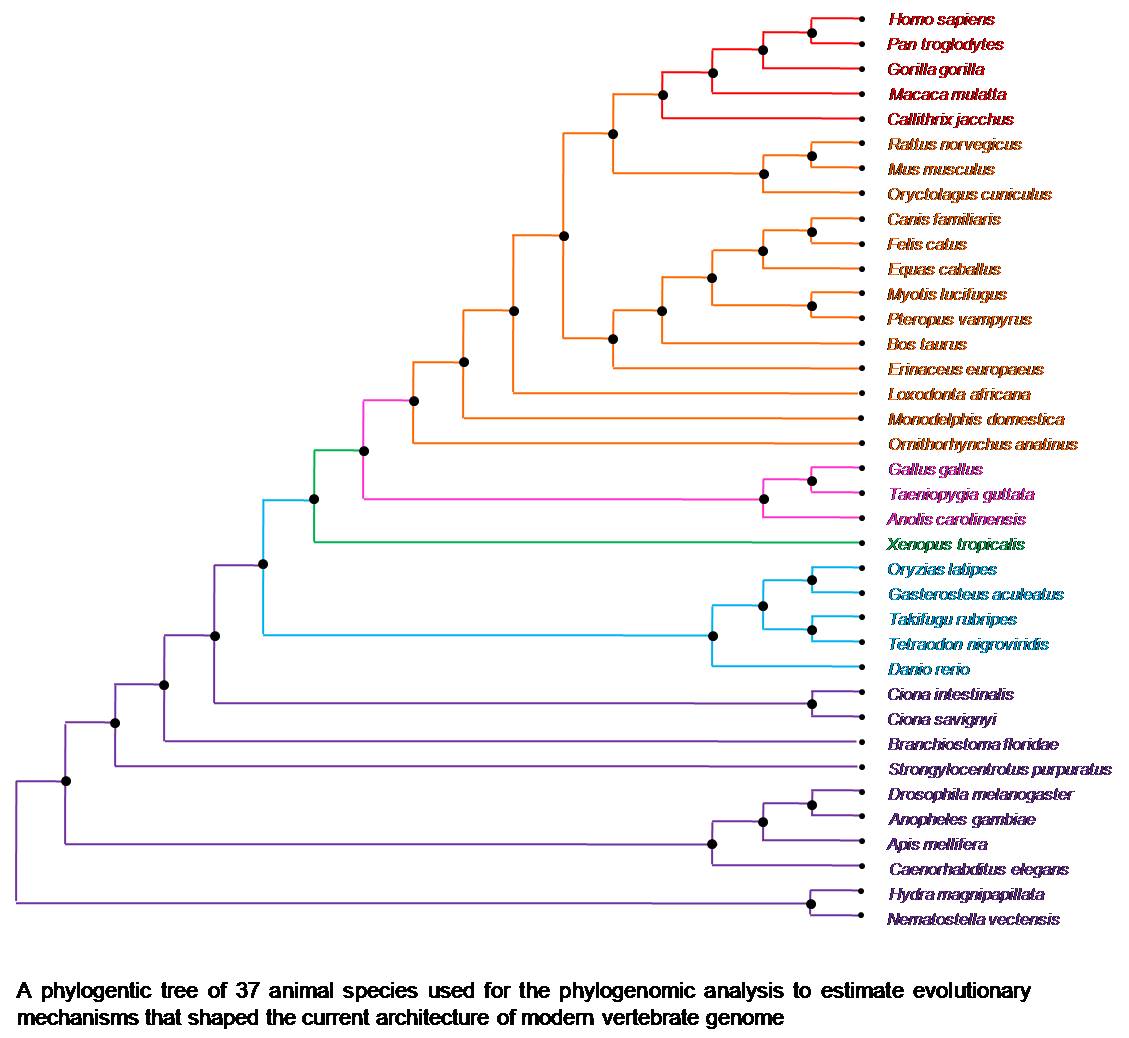 Homo sapiens
Pan troglodytes
Gorilla gorilla
Macaca mulatta
Callithrix jacchus
Rattus norvegicus
Mus musculus
Oryctolagus cuniculus
Canis familiaris
Felis catus
Equas caballus
Myotis lucifugus
Pteropus vampyrus
Bos taurus
Erinaceus europaeus
Loxodonta africana
Monodelphis domestica
Ornithorhynchus anatinus
Gallus gallus
Taeniopygia guttata
Anolis carolinensis
Xenopus tropicalis
Oryzias latipes
Gasterosteus aculeatus
Takifugu rubripes
Tetraodon nigroviridis
Danio rerio
Ciona intestinalis
Ciona savignyi
Branchiostoma floridae
Strongylocentrotus purpuratus
Drosophila melanogaster
Anopheles gambiae
Apis mellifera
Caenorhabditus elegans
Hydra magnipapillata
Nematostella vectensis
A phylogentic tree of 37 animal species used for the phylogenomic analysis to estimate evolutionary
mechanisms that shaped the current architecture of modern vertebrate genome